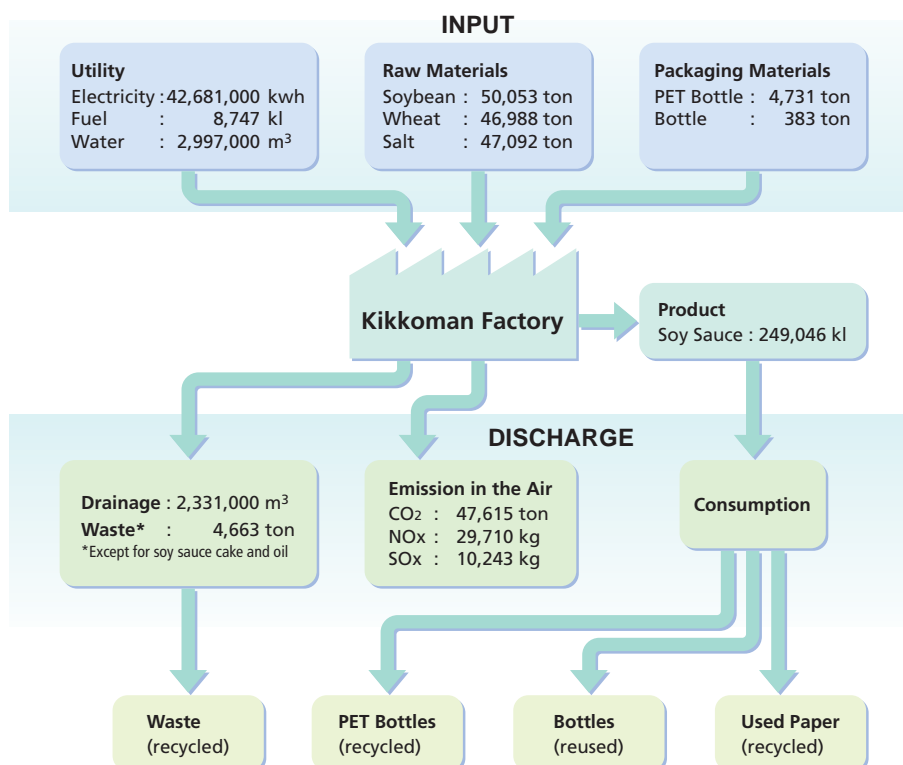 INPUT
Utility
Electricity : 42,681,000 kwh
Fuel : 8,747 kl
Water : 2,997,000 m3
Raw Materials
Soybean : 50,053 ton
Wheat : 46,988 ton
Salt : 47,092 ton
Packaging Materials
PET Bottle : 4,731 ton
Bottle : 383 ton
Kikkoman Factory
Product
Soy Sauce : 249,046 kl
DISCHARGE
Drainage : 2,331,000 m3
Waste* : 4,663 ton
*Except for soy sauce cake and oil
Emission in the Air
CO2 : 47,615 ton
NOx : 29,710 kg
SOx : 10,243 kg
Consumption
Waste
(recycled)
PET Bottles
(recycled)
Bottles
(reused)
Used Paper
(recycled)